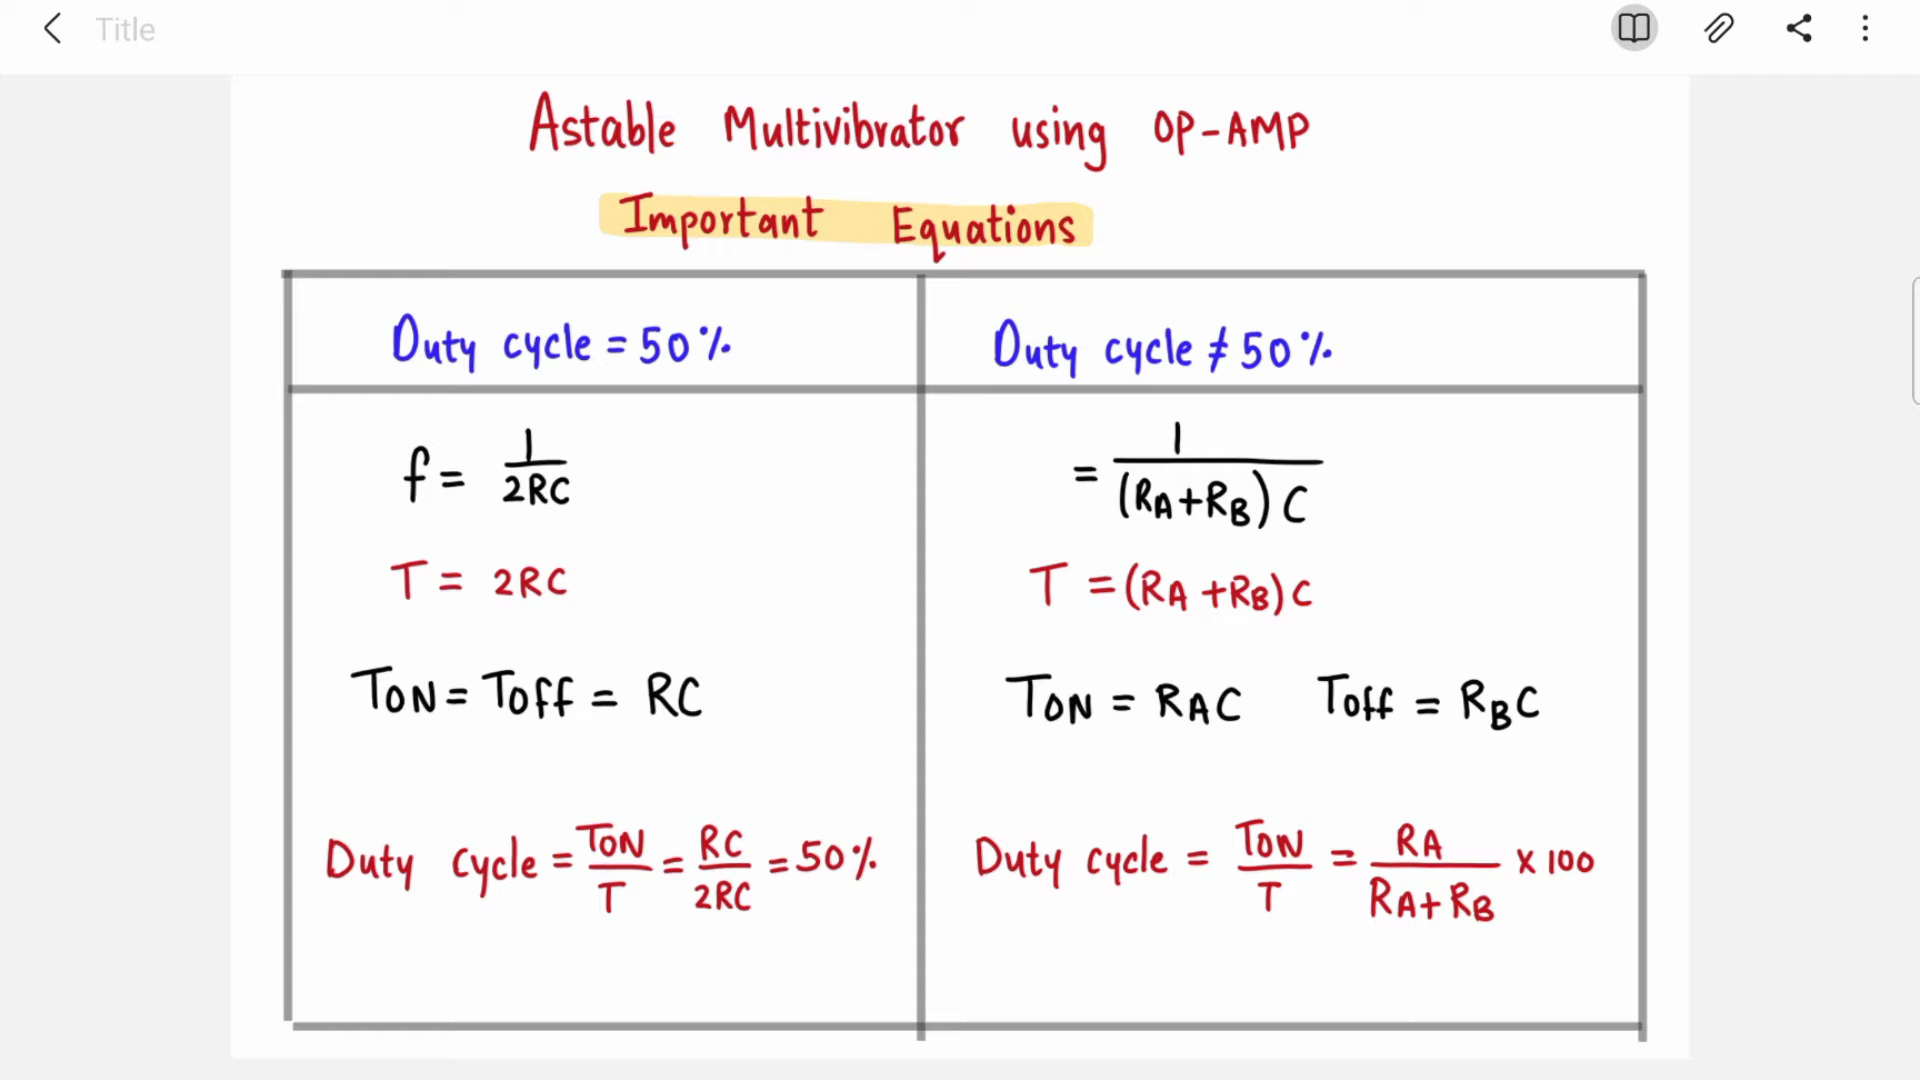 Title
Astable Multivibrator using OP-AMP
Important Equations
Duty cycle = 50%
f = 1/2RC
T = 2RC
TON = Toff = RC
Duty cycle = TON/T = RC/2RC = 50%
Duty cycle ≠ 50%
= 1/(RA+RB)C
T = (RA+RB)C
TON = RAC Toff = RBC
Duty cycle = TON/T = RA/RA+RB x 100